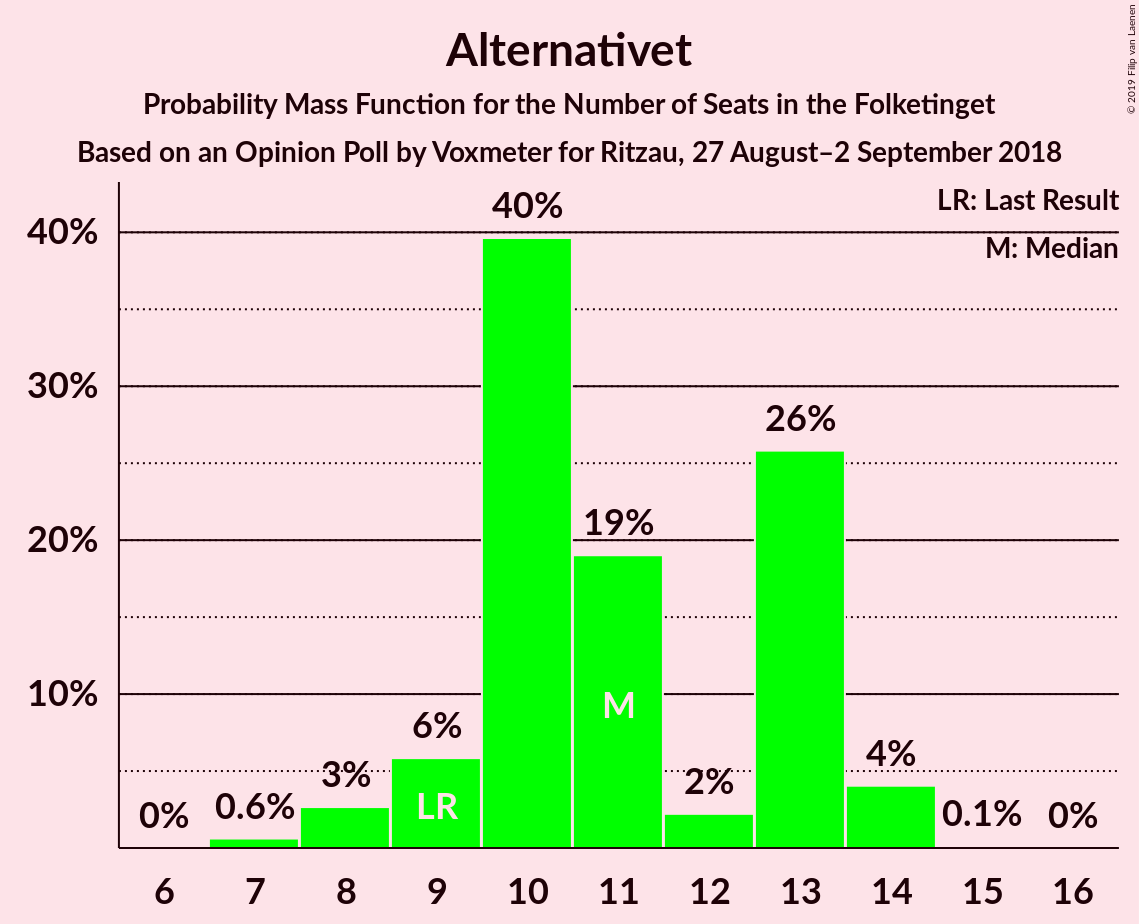 Alternativet
Probability Mass Function for the Number of Seats in the Folketinget
Based on an Opinion Poll by Voxmeter for Ritzau, 27 August–2 September 2018
© 2019 Filip van Laenen
LR: Last Result
M: Median
40%
30%
20%
10%
0%
0.6%
3%
6%
40%
19%
2%
26%
4%
0.1%
0%
LR
M
6 7 8 9 10 11 12 13 14 15 16